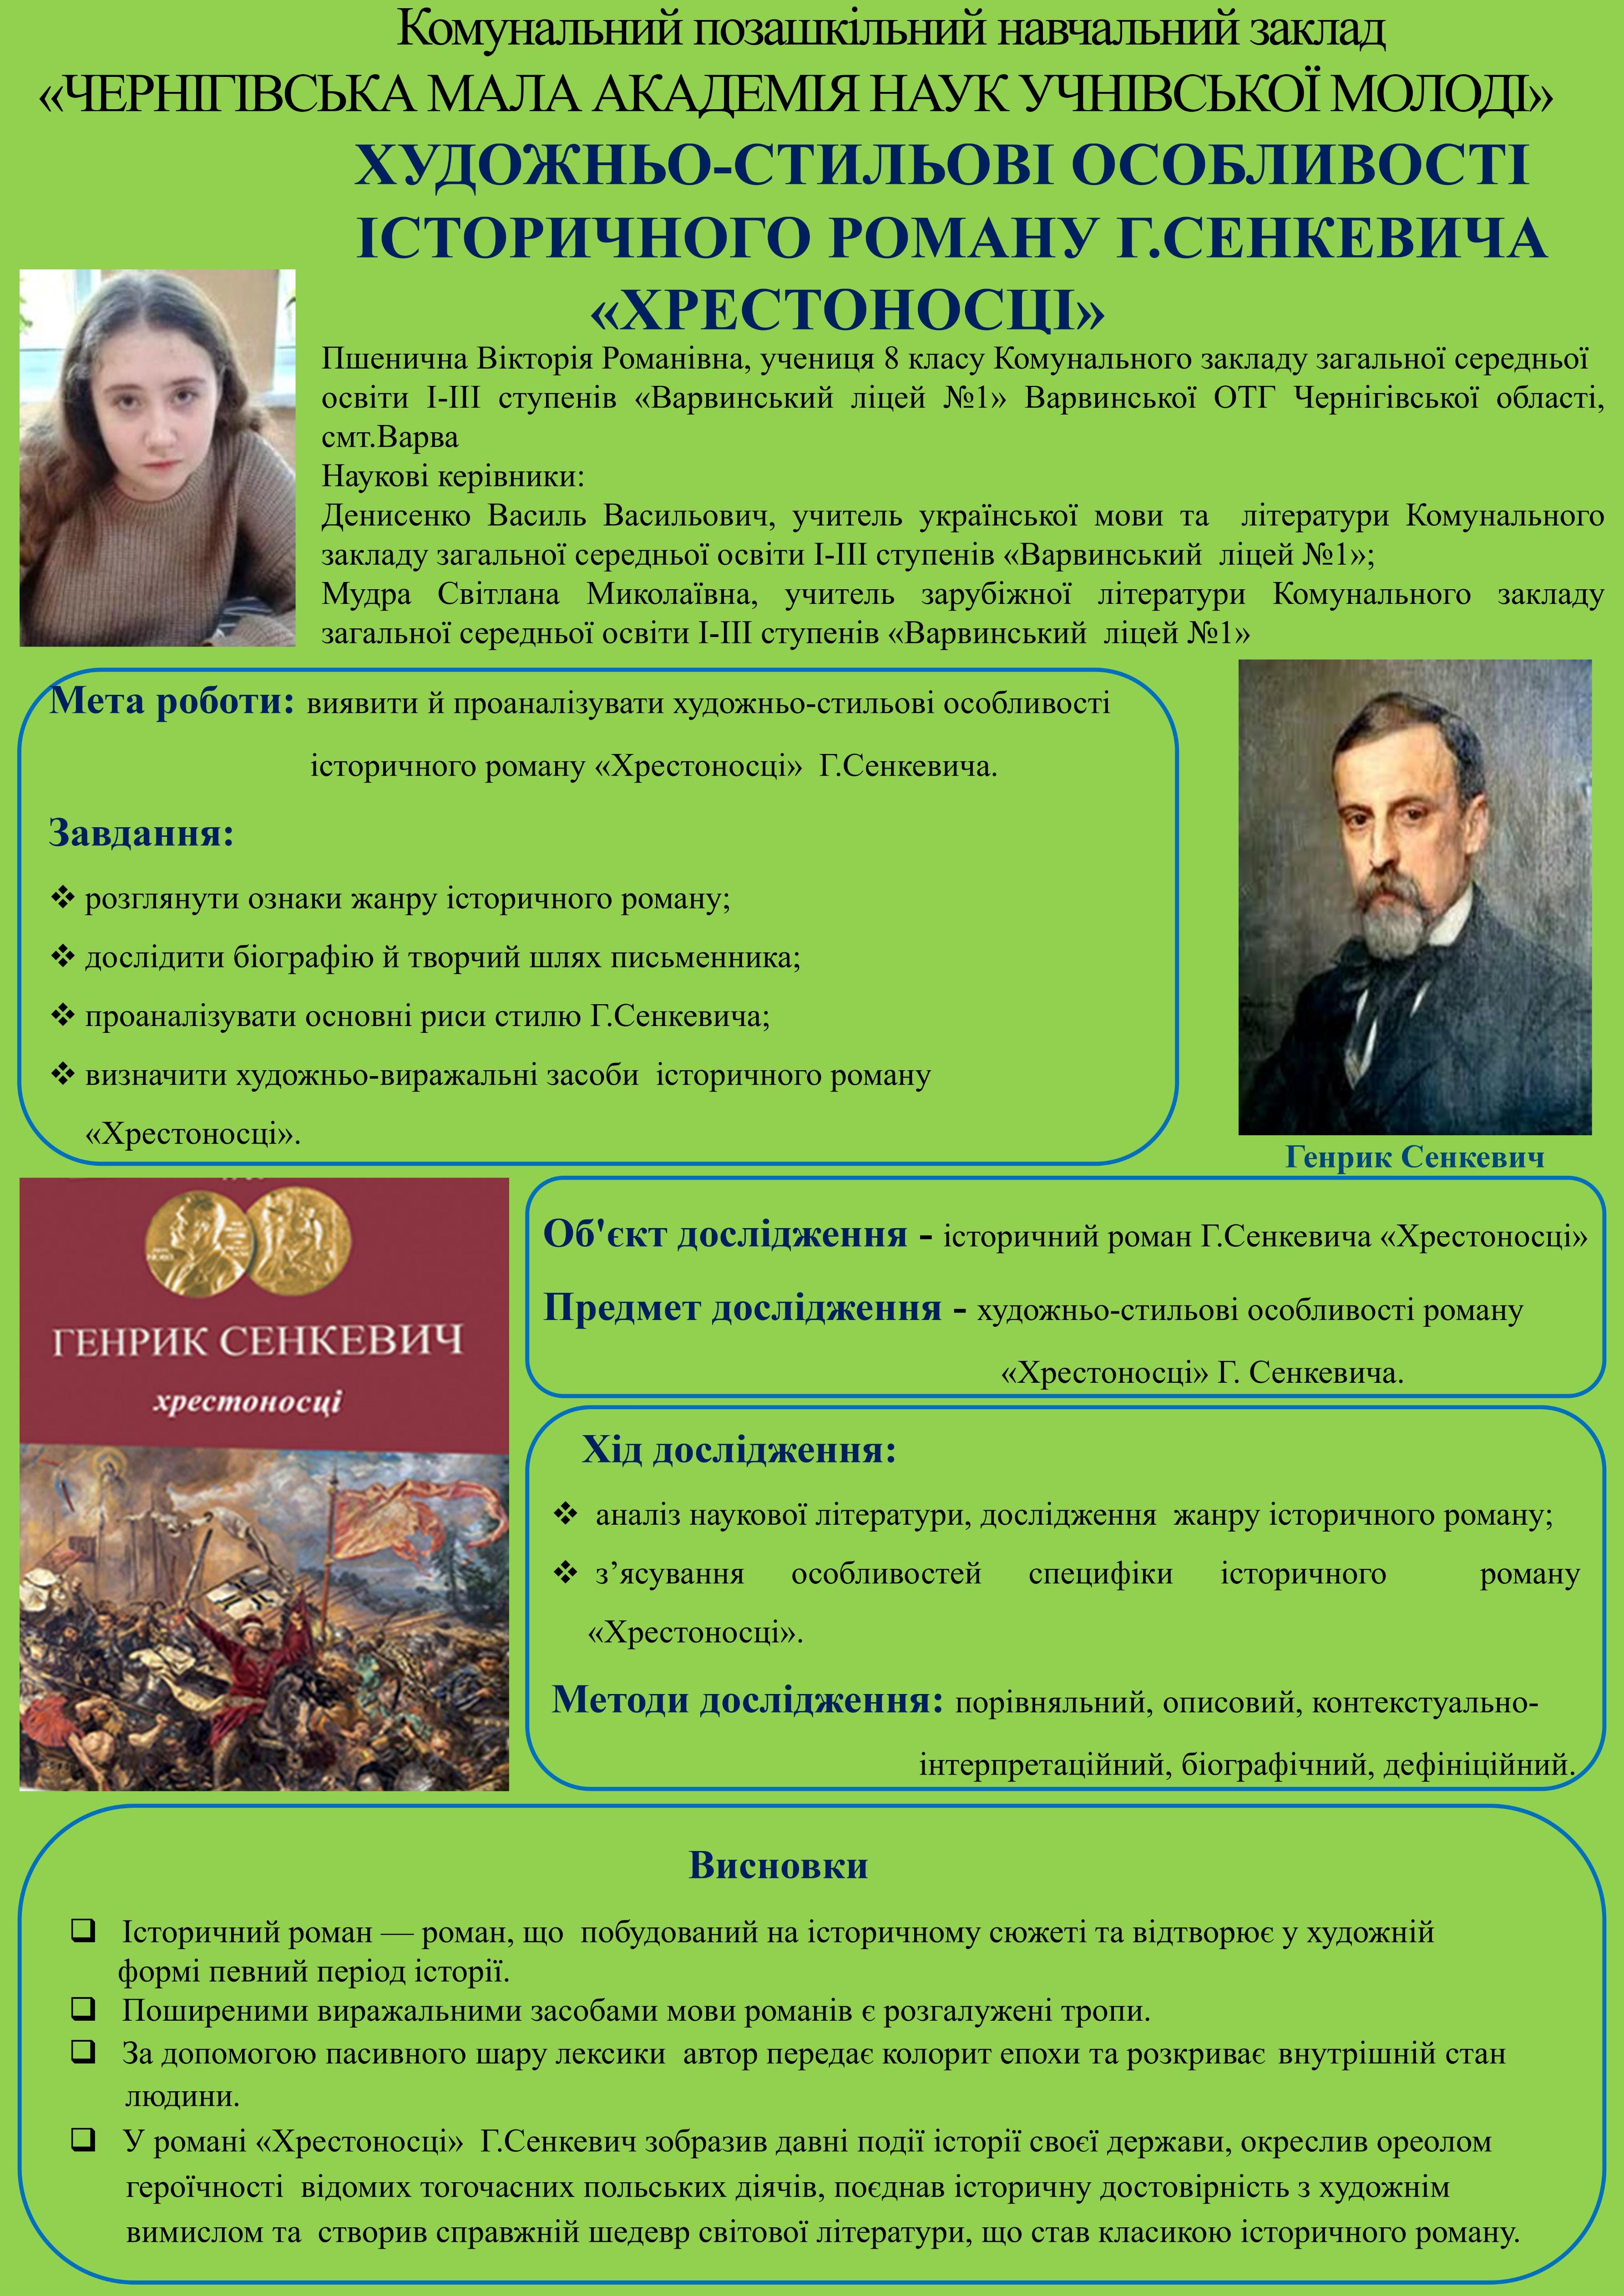 Комунальний позашкільний навчальний заклад
«ЧЕРНІГІВСЬКА МАЛА АКАДЕМІЯ НАУК УЧНІВСЬКОЇ МОЛОДІ»
ХУДОЖНЬО-СТИЛЬОВІ ОСОБЛИВОСТІ
ІСТОРИЧНОГО РОМАНУ Г.СЕНКЕВИЧА
«ХРЕСТОНОСЦІ»
Пшенична Вікторія Романівна, учениця 8 класу Комунального закладу загальної середньої
освіти І-ІІІ ступенів «Варвинський ліцей №1» Варвинської ОТГ Чернігівської області,
смт.Варва
Наукові керівники:
Денисенко Василь Васильович, учитель української мови та літератури Комунального
закладу загальної середньої освіти І-ІІІ ступенів «Варвинський ліцей №1»;
Мудра Світлана Миколаївна, учитель зарубіжної літератури Комунального закладу
загальної середньої освіти І-ІІІ ступенів «Варвинський ліцей №1»
Мета роботи: виявити й проаналізувати художньо-стильові особливості
історичного роману «Хрестоносці» Г.Сенкевича.
Завдання:
❖ розглянути ознаки жанру історичного роману;
❖ дослідити біографію й творчий шлях письменника;
❖ проаналізувати основні риси стилю Г.Сенкевича;
❖ визначити художньо-виражальні засоби історичного роману
«Хрестоносці».
Генрик Сенкевич
ГЕНРИК СЕНКЕВИЧ
хрестоносці
Об'єкт дослідження - історичний роман Г.Сенкевича «Хрестоносці»
Предмет дослідження - художньо-стильові особливості роману
«Хрестоносці» Г. Сенкевича.
Хід дослідження:
❖ аналіз наукової літератури, дослідження жанру історичного роману;
❖ з’ясування особливостей специфіки історичного роману
«Хрестоносці».
Методи дослідження: порівняльний, описовий, контекстуально-
інтерпретаційний, біографічний, дефініційний.
Висновки
❑ Історичний роман — роман, що побудований на історичному сюжеті та відтворює у художній
формі певний період історії.
❑ Поширеними виражальними засобами мови романів є розгалужені тропи.
❑ За допомогою пасивного шару лексики автор передає колорит епохи та розкриває внутрішній стан
людини.
❑ У романі «Хрестоносці» Г.Сенкевич зобразив давні події історії своєї держави, окреслив ореолом
героїчності відомих тогочасних польських діячів, поєднав історичну достовірність з художнім
вимислом та створив справжній шедевр світової літератури, що став класикою історичного роману.